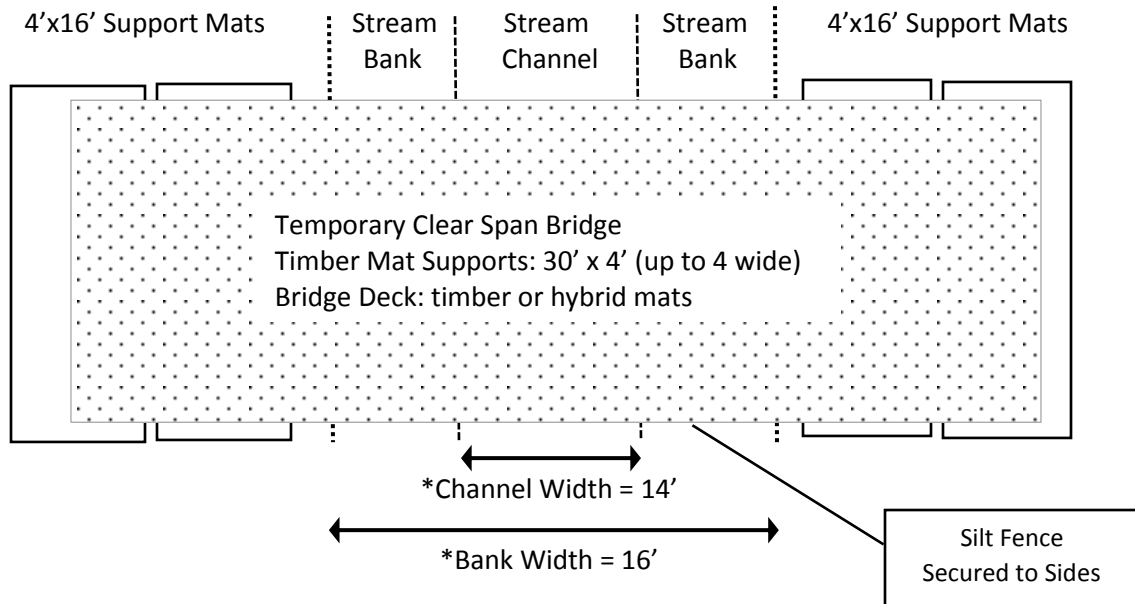 4’x16’ Support Mats
Stream
Bank
Stream
Channel
Stream
Bank
4’x16’ Support Mats
Temporary Clear Span Bridge
Timber Mat Supports: 30’ x 4’ (up to 4 wide)
Bridge Deck: timber or hybrid mats
*Channel Width = 14’
*Bank Width = 16’
Silt Fence
Secured to Sides